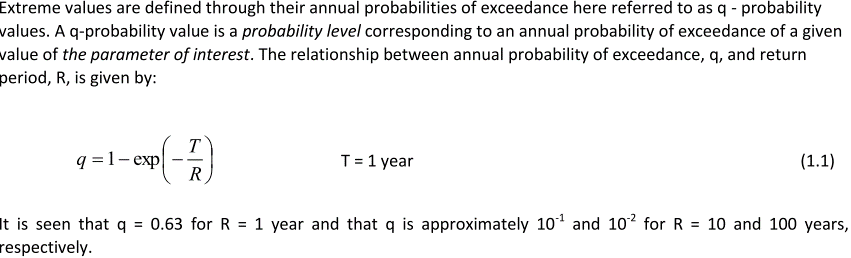 Extreme values are defined through their annual probabilities of exceedance here referred to as q - probability
values. A q-probability value is a probability level corresponding to an annual probability of exceedance of a given
value of the parameter of interest. The relationship between annual probability of exceedance, q, and return
period, R, is given by:
q = 1 − exp(− T/R) T = 1 year (1.1)
It is seen that q = 0.63 for R = 1 year and that q is approximately 10⁻¹ and 10⁻² for R = 10 and 100 years,
respectively.